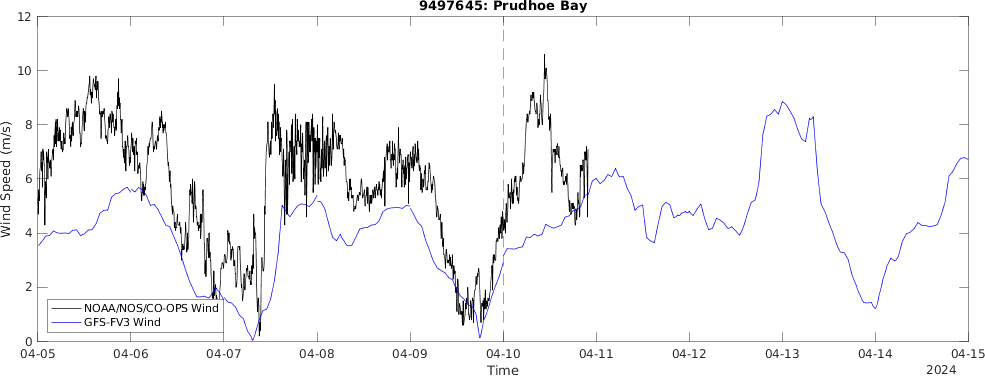 9497645: Prudhoe Bay
12
10
8
6
4
2
0
Wind Speed (m/s)
NOAA/NOS/CO-OPS Wind
GFS-FV3 Wind
04-05 04-06 04-07 04-08 04-09 04-10 04-11 04-12 04-13 04-14 04-15
Time
2024